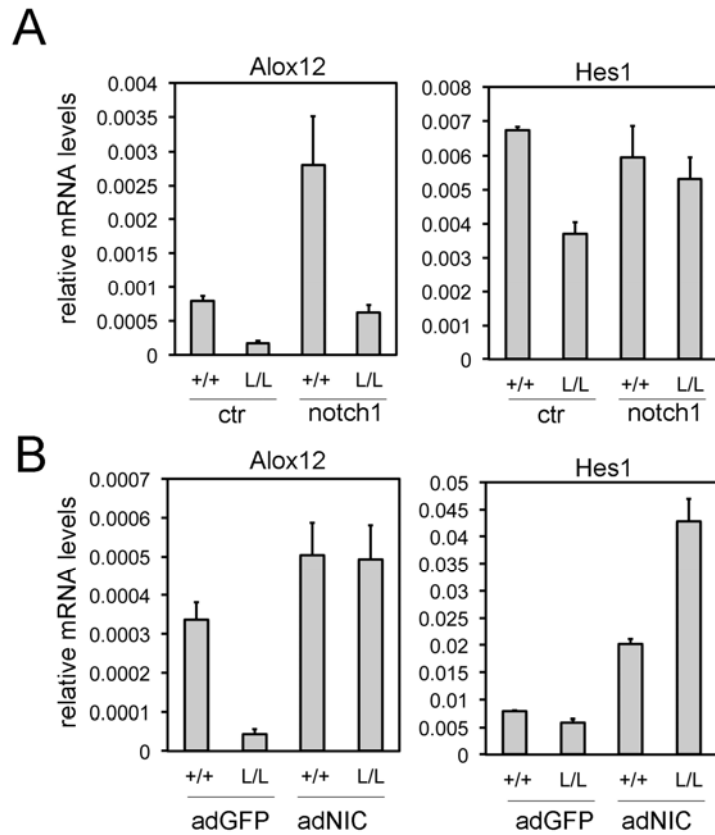 A
Alox12
Hes1
relative mRNA levels
0.004
0.0035
0.003
0.0025
0.002
0.0015
0.001
0.0005
0
0.008
0.007
0.006
0.005
0.004
0.003
0.002
0.001
0
+/+ L/L +/+ L/L
ctr notch1
+/+ L/L +/+ L/L
ctr notch1
B
Alox12
Hes1
relative mRNA levels
0.0007
0.0006
0.0005
0.0004
0.0003
0.0002
0.0001
0
0.05
0.045
0.04
0.035
0.03
0.025
0.02
0.015
0.01
0.005
0
+/+ L/L +/+ L/L
adGFP adNIC
+/+ L/L +/+ L/L
adGFP adNIC